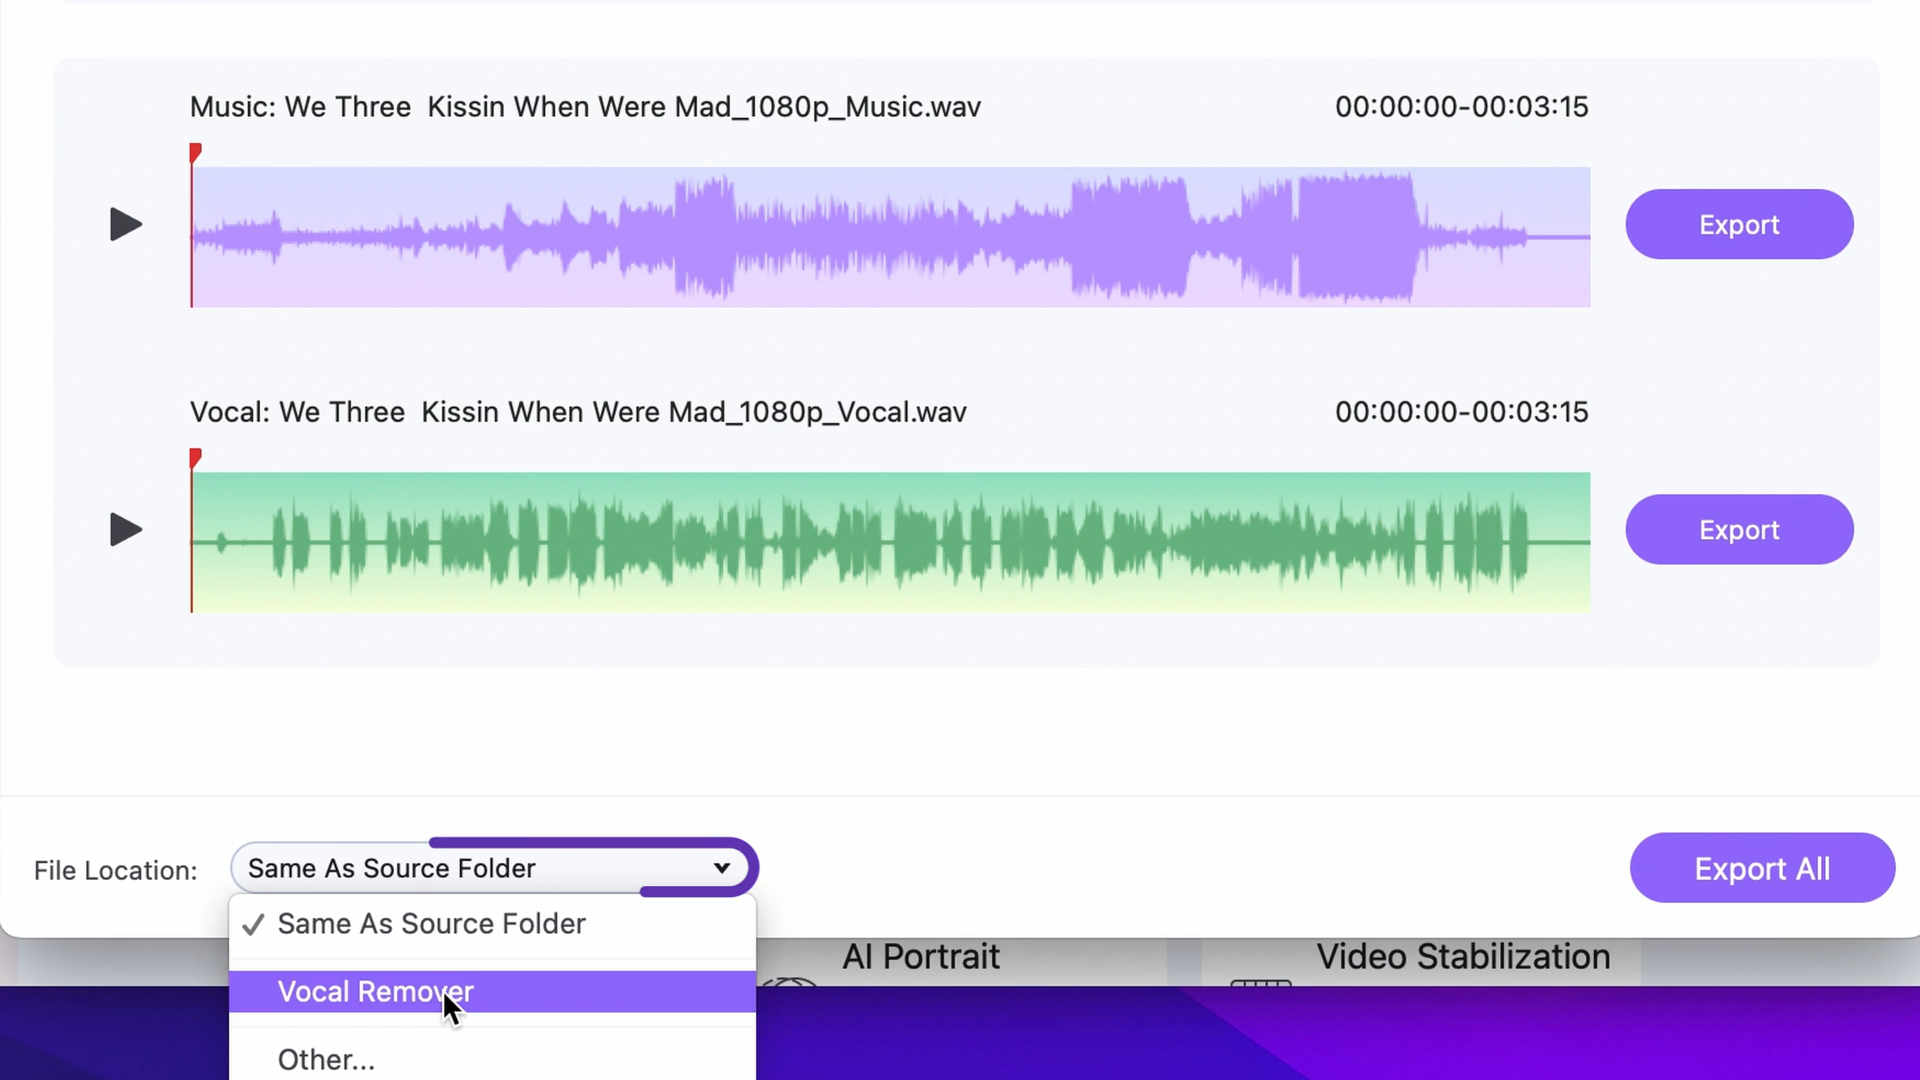 Music: We Three  Kissin When Were Mad_1080p_Music.wav
00:00:00-00:03:15
Export
Vocal: We Three  Kissin When Were Mad_1080p_Vocal.wav
00:00:00-00:03:15
Export
File Location:
Same As Source Folder
Export All
Same As Source Folder
Vocal Remover
Other...
AI Portrait
Video Stabilization